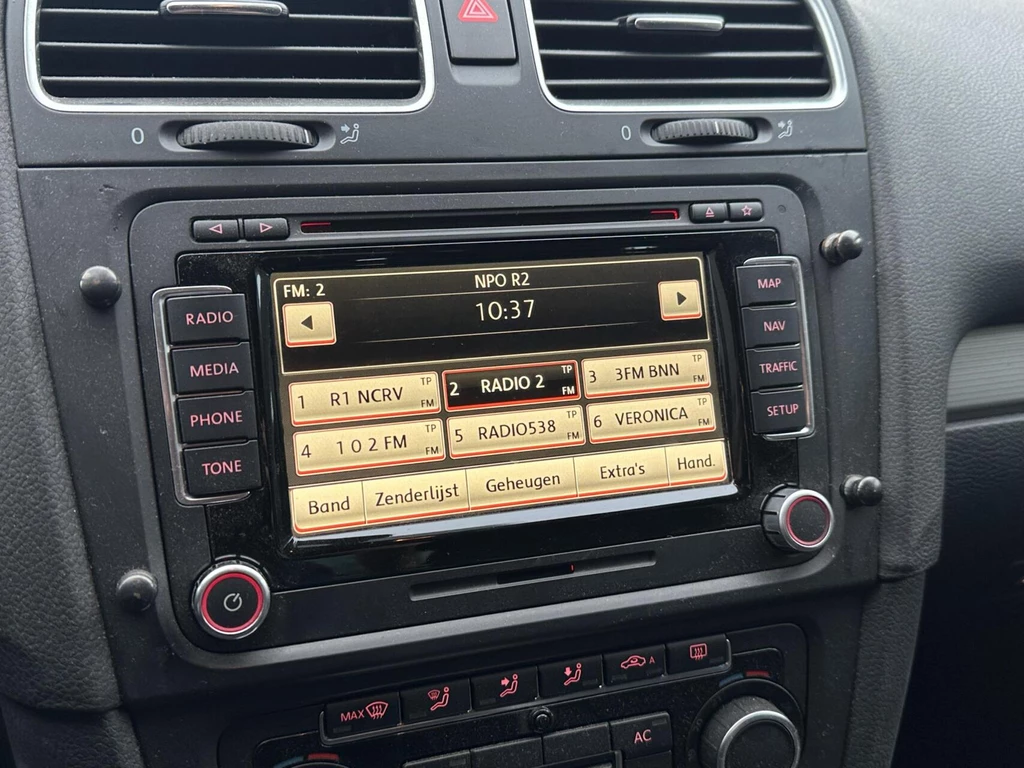 0
0
FM: 2
NPO R2
10:37
RADIO
MEDIA
PHONE
TONE
MAP
NAV
TRAFFIC
SETUP
1 R1 NCRV TP FM
2 RADIO 2 TP FM
3 3FM BNN TP FM
4 1 0 2 FM TP FM
5 RADIO538 TP FM
6 VERONICA TP FM
Band Zenderlijst Geheugen Extra's Hand.
MAX
A
AC